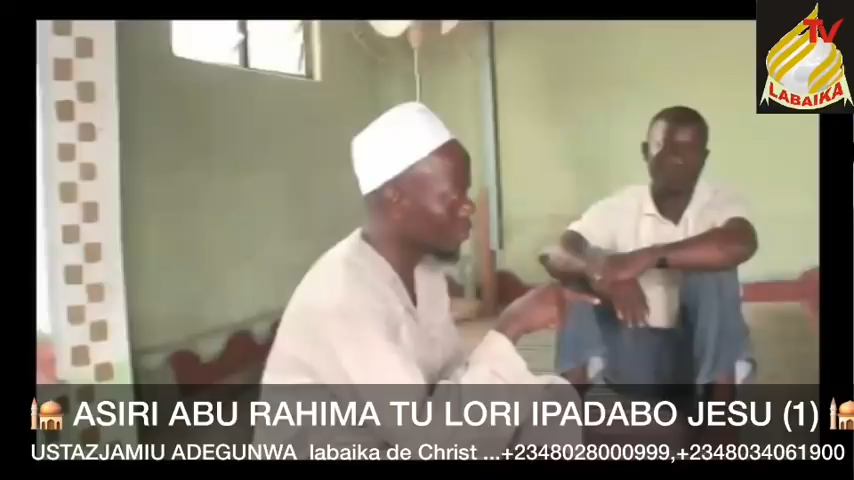 TV
LABAIKA
ASIRI ABU RAHIMA TU LORI IPADABO JESU (1)
USTAZJAMIU ADEGUNWA labaika de Christ ...+2348028000999,+2348034061900